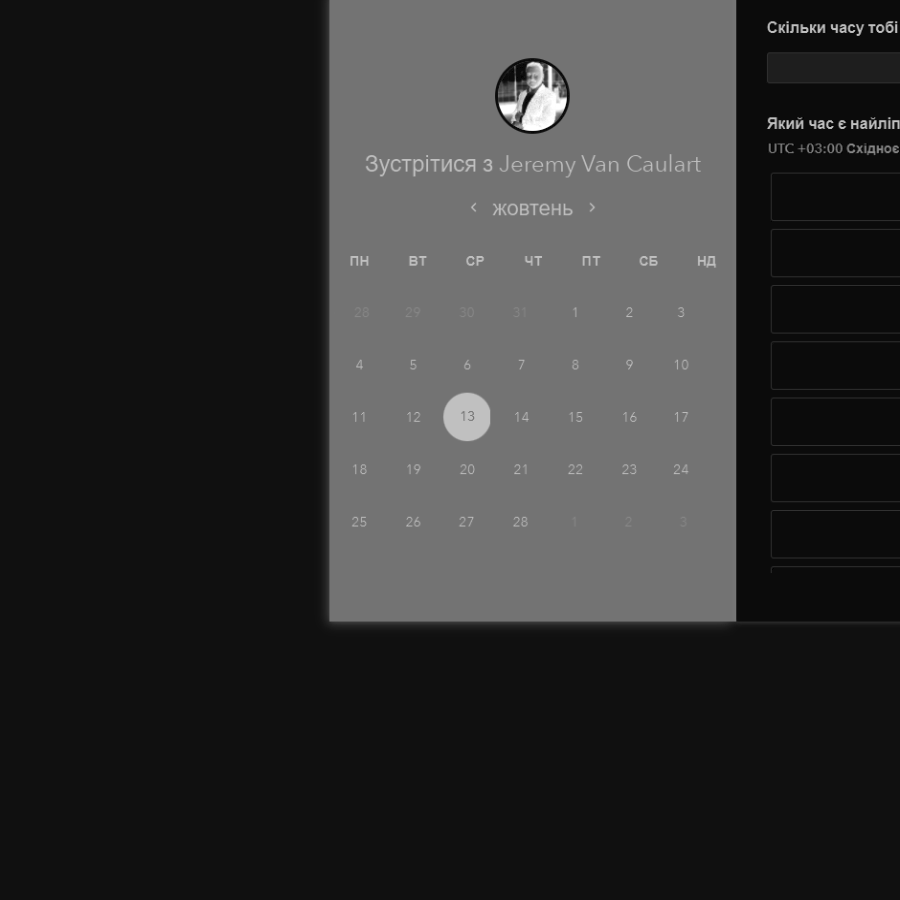 Скільки часу тобі
Який час є найліп
UTC +03:00 Східноє
Зустрітися з Jeremy Van Caulart
жовтень
ПН ВТ СР ЧТ ПТ СБ НД
28 29 30 31 1 2 3
4 5 6 7 8 9 10
11 12 13 14 15 16 17
18 19 20 21 22 23 24
25 26 27 28 1 2 3